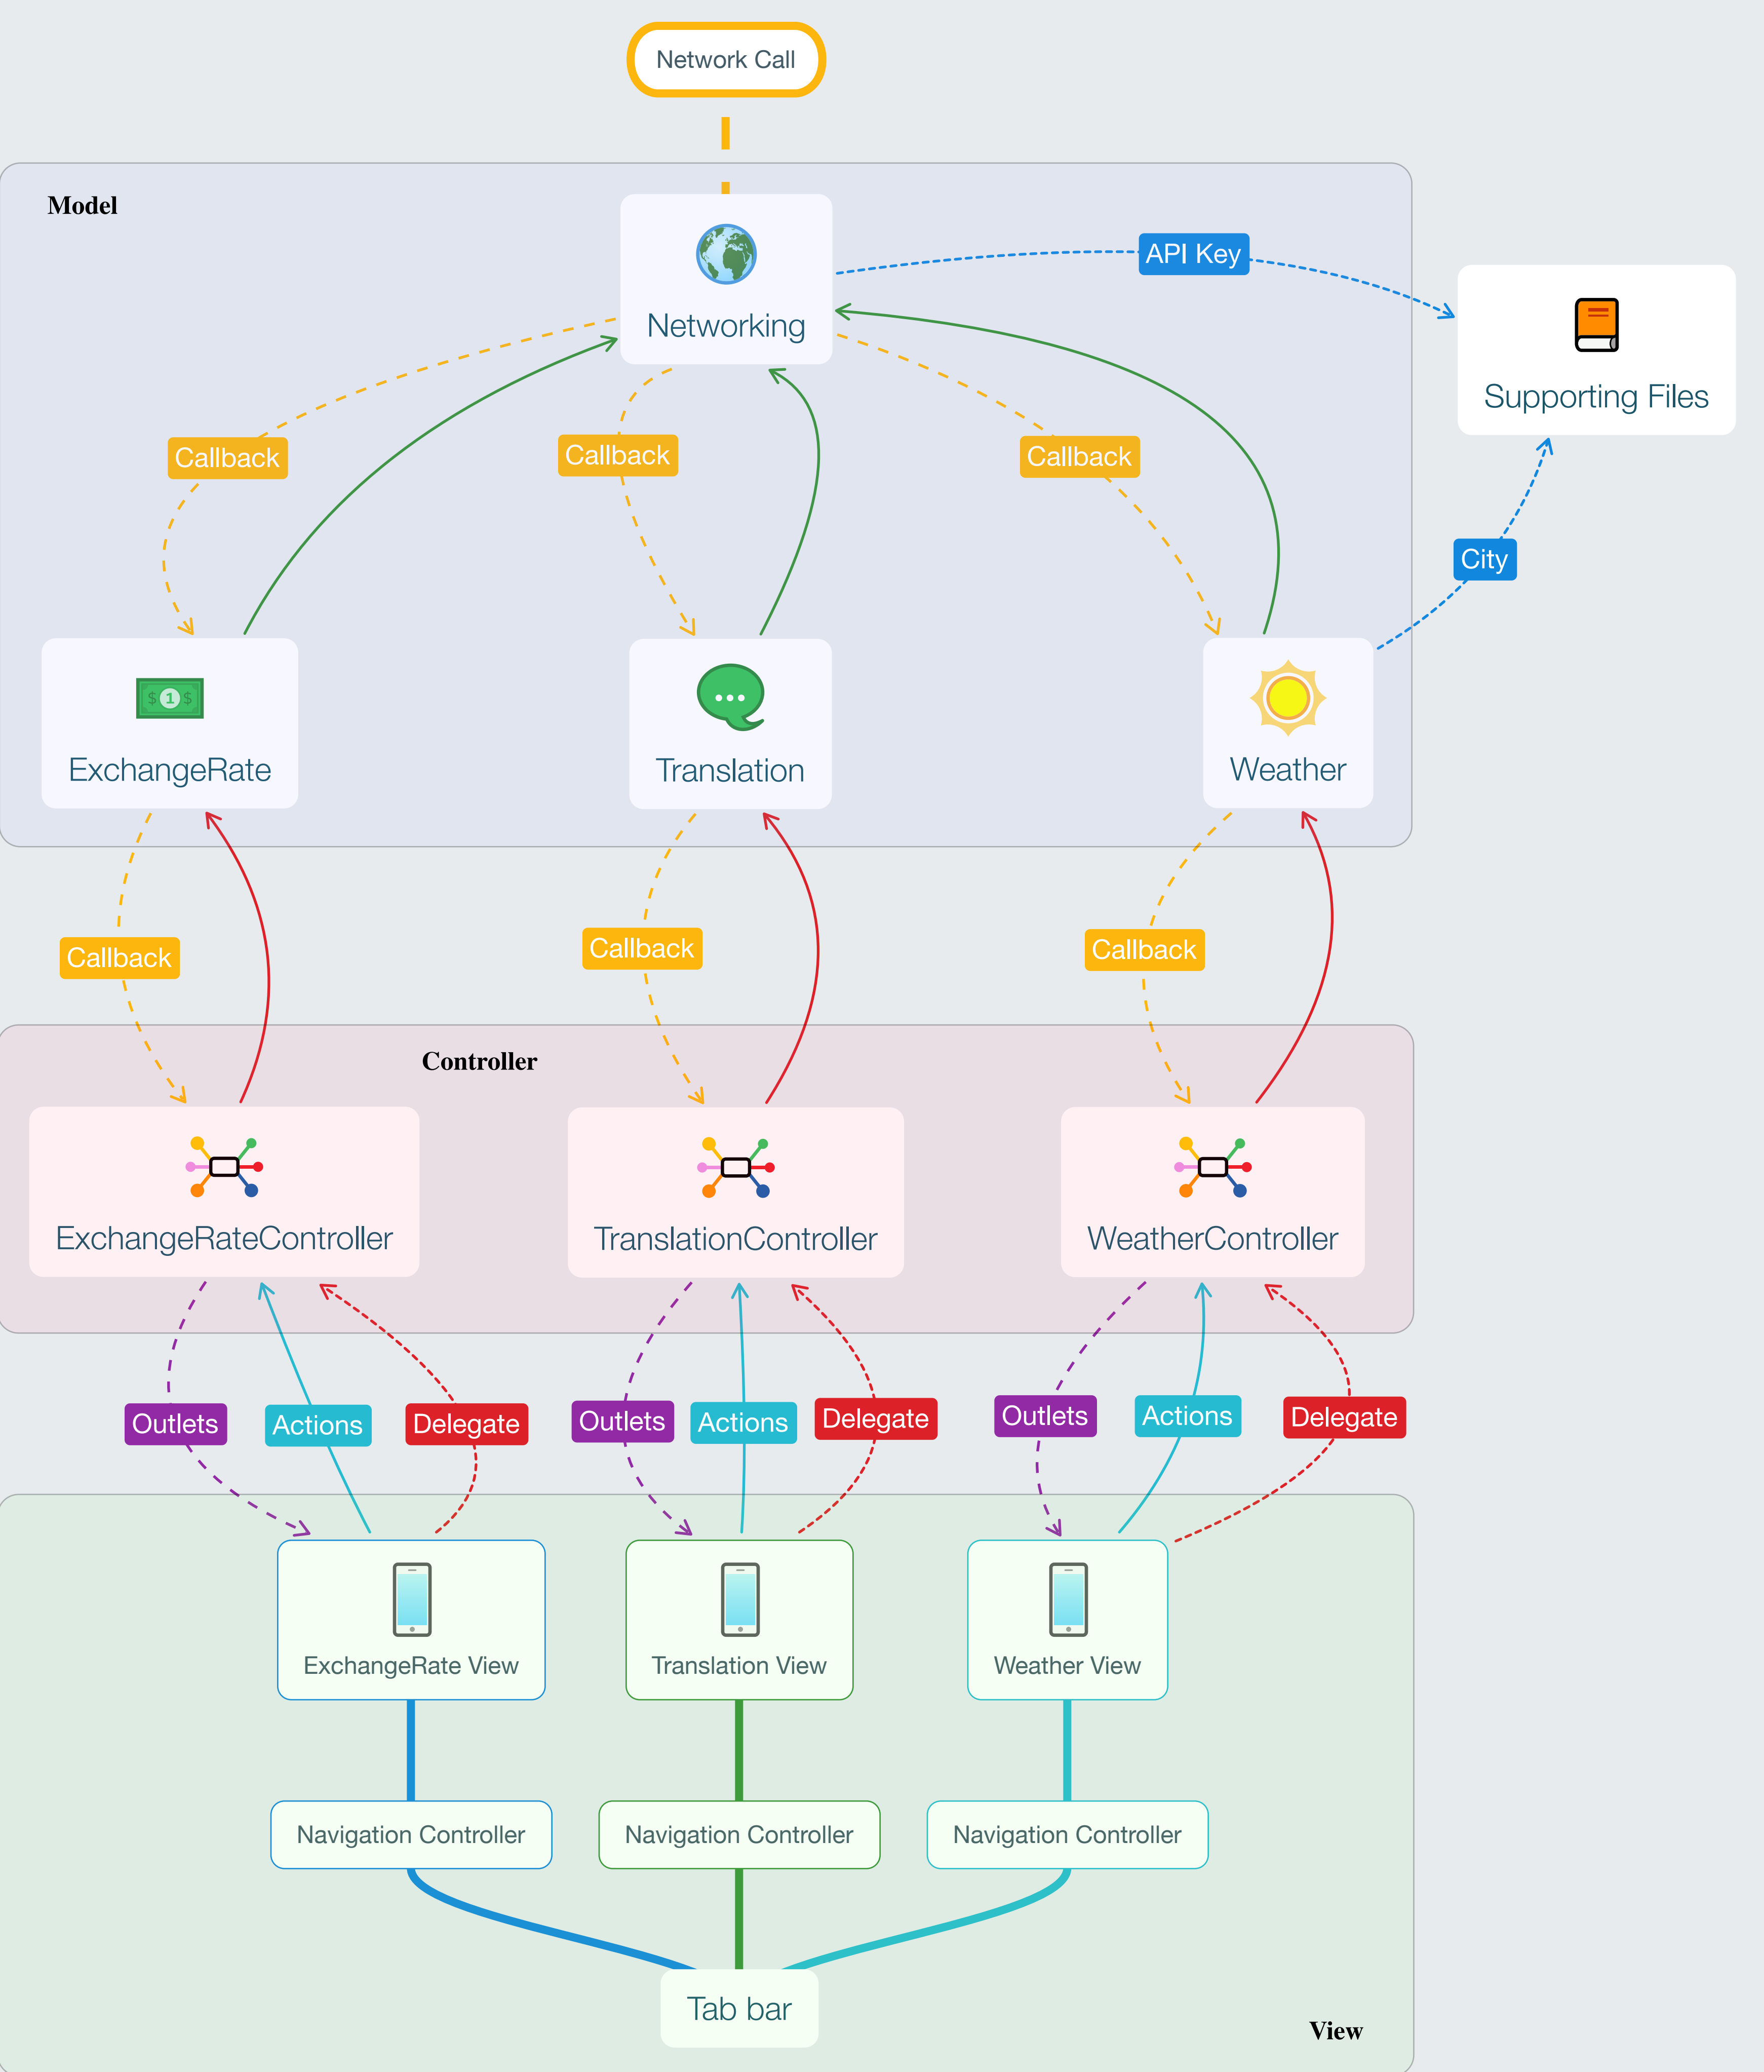 Network Call
Model
Networking
API Key
Supporting Files
Callback
Callback
Callback
City
$ 1 $
ExchangeRate
Translation
Weather
Callback
Callback
Callback
Controller
ExchangeRateController
TranslationController
WeatherController
Outlets
Actions
Delegate
Outlets
Actions
Delegate
Outlets
Actions
Delegate
ExchangeRate View
Translation View
Weather View
Navigation Controller
Navigation Controller
Navigation Controller
Tab bar
View